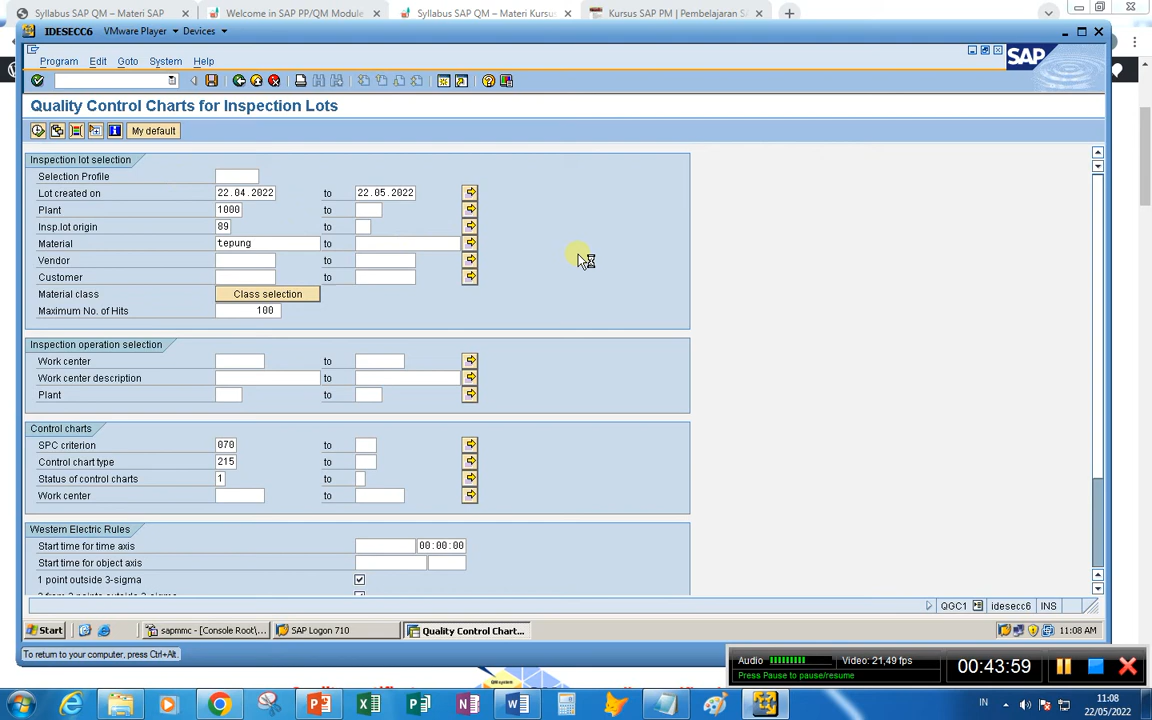 Syllabus SAP QM – Materi SAP
Welcome in SAP PP/QM Module
Syllabus SAP QM – Materi Kursus
Kursus SAP PM | Pembelajaran SAP
IDESECC6 VMware Player Devices
Program Edit Goto System Help
SAP
Quality Control Charts for Inspection Lots
My default
Inspection lot selection
Selection Profile
Lot created on 22.04.2022 to 22.05.2022
Plant 1000 to
Insp.lot origin 89 to
Material tepung to
Vendor to
Customer to
Material class Class selection
Maximum No. of Hits 100
Inspection operation selection
Work center to
Work center description to
Plant to
Control charts
SPC criterion 070 to
Control chart type 215 to
Status of control charts 1 to
Work center to
Western Electric Rules
Start time for time axis 00:00:00
Start time for object axis
1 point outside 3-sigma
QGC1 idesecc6 INS
Start sapmmc - [Console Root\... SAP Logon 710 Quality Control Chart... 11:08 AM
To return to your computer, press Ctrl+Alt.
Audio Video: 21,49 fps 00:43:59
Press Pause to pause/resume
IN 11:08
22/05/2022